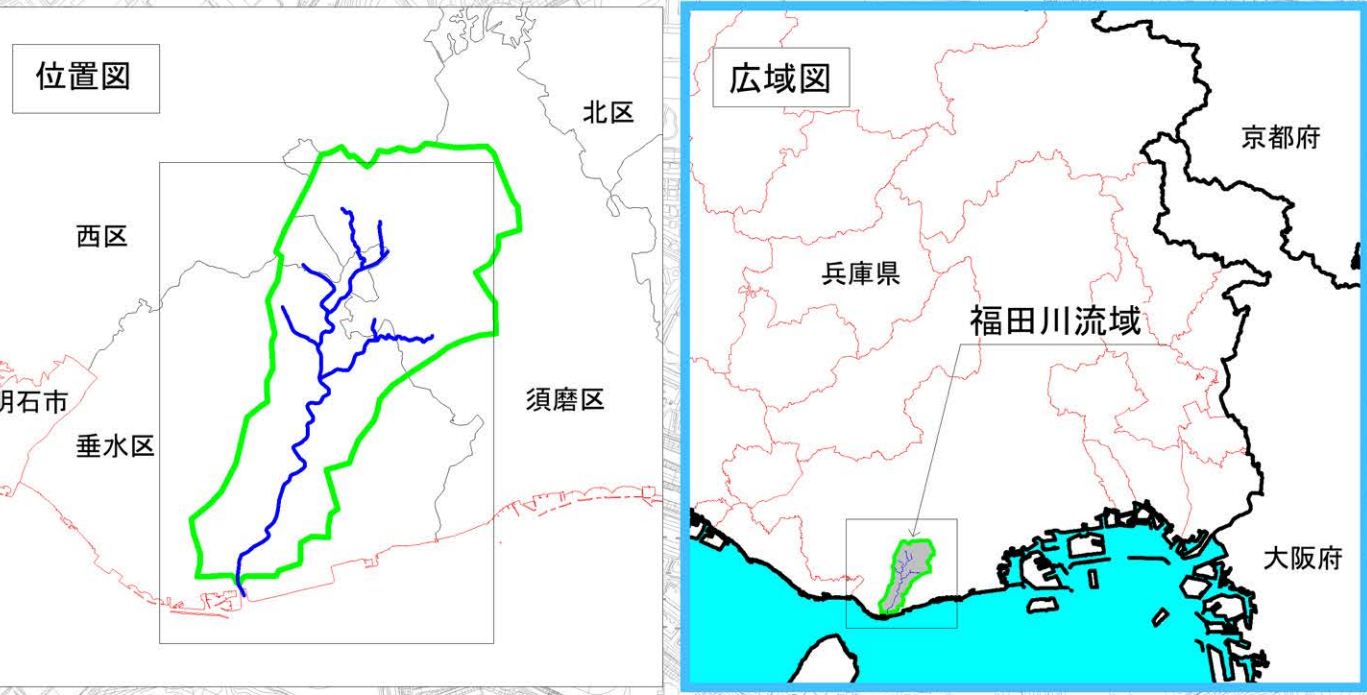 位置図
北区
西区
明石市
垂水区
須磨区
広域図
京都府
兵庫県
福田川流域
大阪府